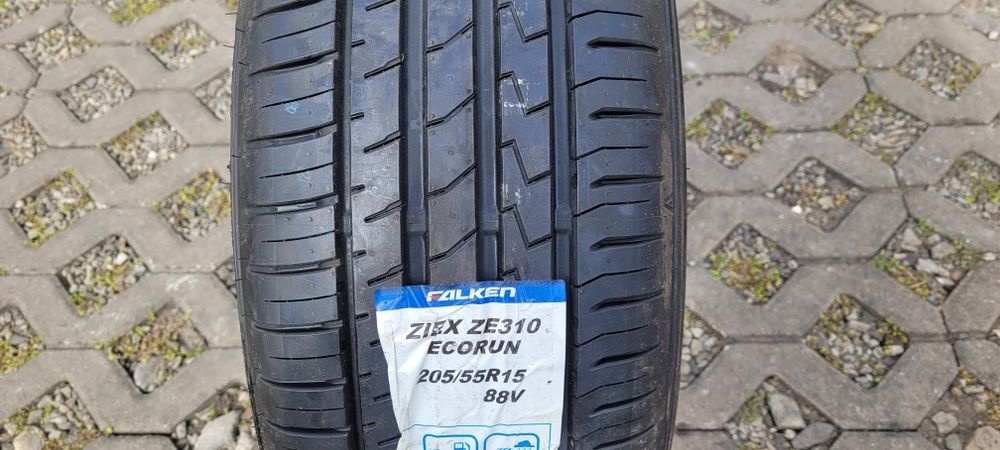 FALKEN
ZIEX ZE310
ECORUN
205/55R15
88V